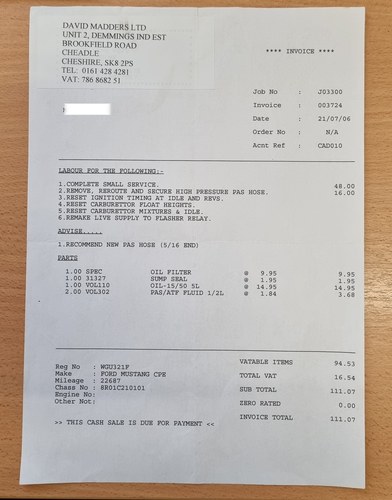 DAVID MADDERS LTD
UNIT 2, DEMMINGS IND EST
BROOKFIELD ROAD
CHEADLE
CHESHIRE, SK8 2PS
TEL: 0161 428 4281
VAT: 786 8682 51
**** INVOICE ****
Job No : J03300
Invoice : 003724
Date : 21/07/06
Order No : N/A
Acnt Ref : CAD010
LABOUR FOR THE FOLLOWING:-
1.COMPLETE SMALL SERVICE. 48.00
2.REMOVE, REROUTE AND SECURE HIGH PRESSURE PAS HOSE. 16.00
3.RESET IGNITION TIMING AT IDLE AND REVS.
4.RESET CARBURETTOR FLOAT HEIGHTS.
5.RESET CARBURETTOR MIXTURES & IDLE.
6.REMAKE LIVE SUPPLY TO FLASHER RELAY.
ADVISE.....
1.RECOMMEND NEW PAS HOSE (5/16 END)
PARTS
1.00 SPEC OIL FILTER @ 9.95 9.95
1.00 31327 SUMP SEAL @ 1.95 1.95
1.00 VOL110 OIL-15/50 5L @ 14.95 14.95
2.00 VOL302 PAS/ATF FLUID 1/2L @ 1.84 3.68
Reg No : WGU321F
Make : FORD MUSTANG CPE
Mileage : 22687
Chass No : 8R01C210101
Engine No:
Other Not:
VATABLE ITEMS 94.53
TOTAL VAT 16.54
SUB TOTAL 111.07
ZERO RATED 0.00
INVOICE TOTAL 111.07
>> THIS CASH SALE IS DUE FOR PAYMENT <<